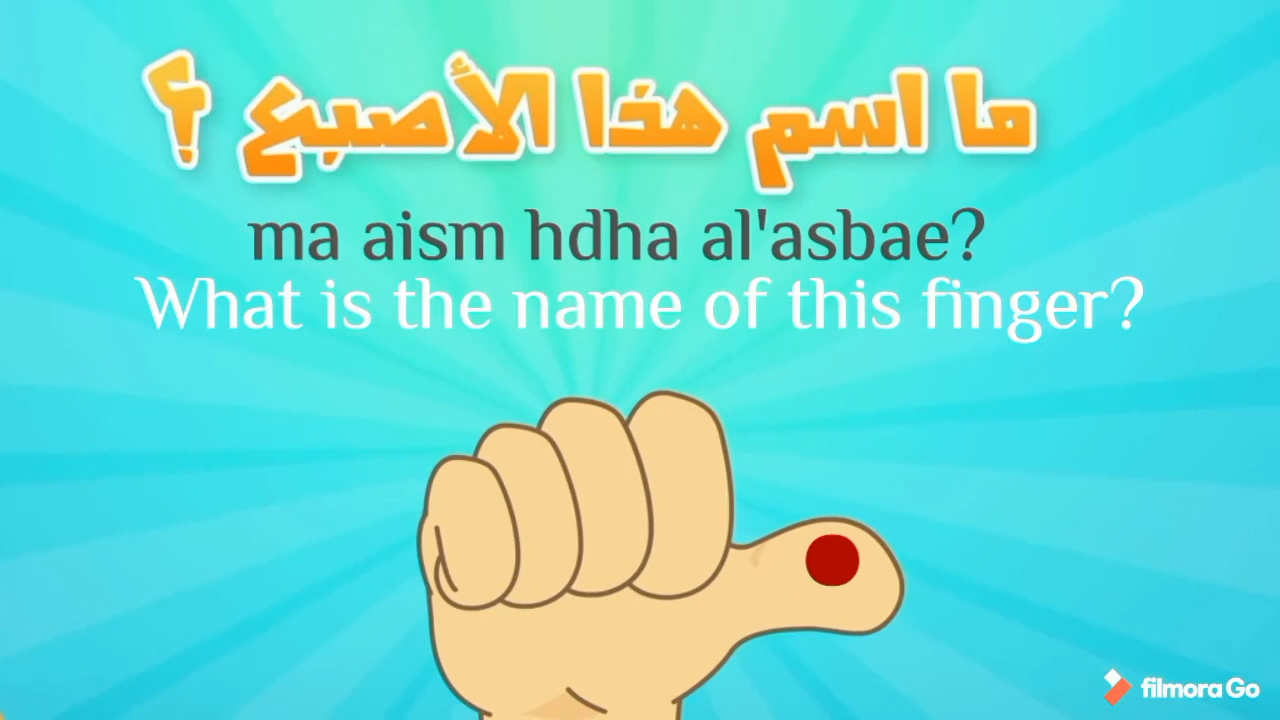 ما اسم هذا الأصبع ؟
ma aism hdha al'asbae?
What is the name of this finger?
filmora Go